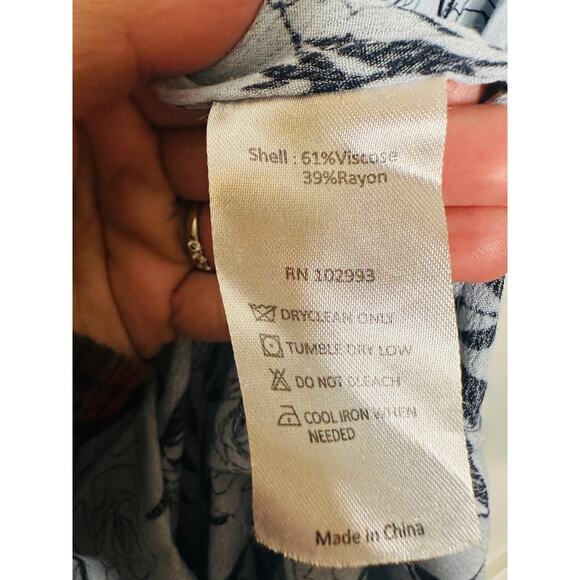 Shell : 61%Viscose
39%Rayon
RN 102993
DRYCLEAN ONLY
TUMBLE DRY LOW
DO NOT BLEACH
COOL IRON WHEN
NEEDED
Made in China